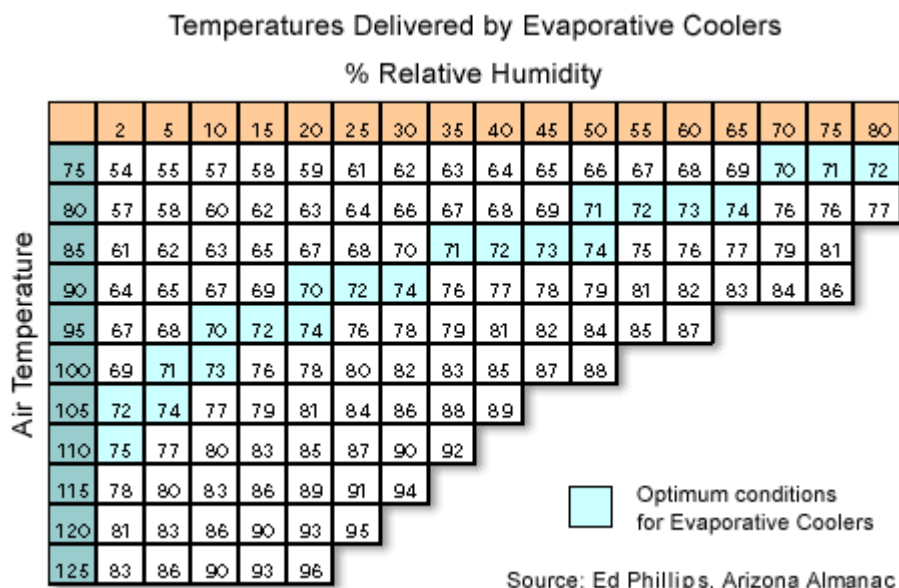 Temperatures Delivered by Evaporative Coolers
% Relative Humidity
2 5 10 15 20 25 30 35 40 45 50 55 60 65 70 75 80
75 54 55 57 58 59 61 62 63 64 65 66 67 68 69 70 71 72
80 57 58 60 62 63 64 66 67 68 69 71 72 73 74 76 76 77
85 61 62 63 65 67 68 70 71 72 73 74 75 76 77 79 81
90 64 65 67 69 70 72 74 76 77 78 79 81 82 83 84 86
95 67 68 70 72 74 76 78 79 81 82 84 85 87
100 69 71 73 76 78 80 82 83 85 87 88
105 72 74 77 79 81 84 86 88 89
110 75 77 80 83 85 87 90 92
115 78 80 83 86 89 91 94
120 81 83 86 90 93 95
125 83 86 90 93 96
Air Temperature
Optimum conditions
for Evaporative Coolers
Source: Ed Phillips, Arizona Almanac